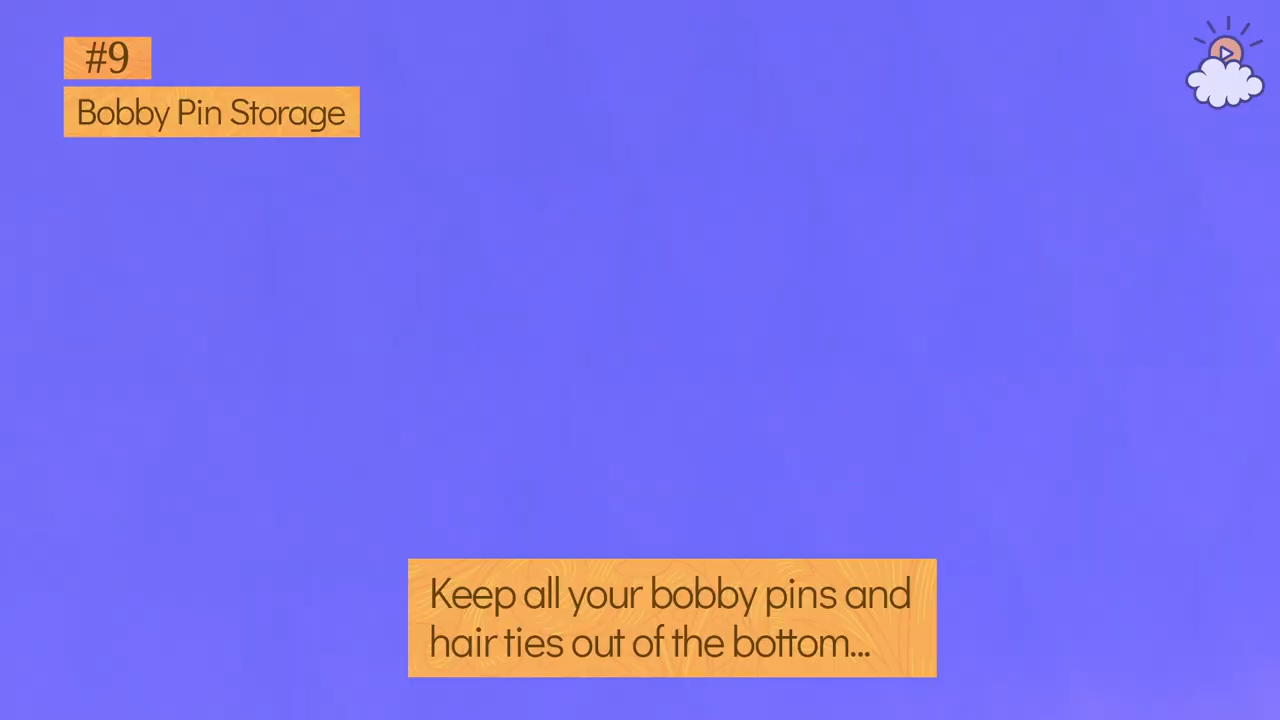 #9
Bobby Pin Storage
Keep all your bobby pins and
hair ties out of the bottom...